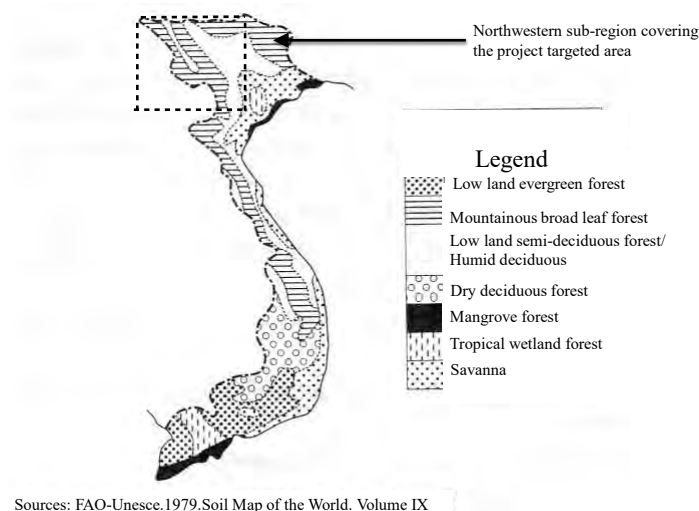 Northwestern sub-region covering
the project targeted area
Legend
Low land evergreen forest
Mountainous broad leaf forest
Low land semi-deciduous forest/
Humid deciduous
Dry deciduous forest
Mangrove forest
Tropical wetland forest
Savanna
Sources: FAO-Unesce.1979.Soil Map of the World. Volume IX